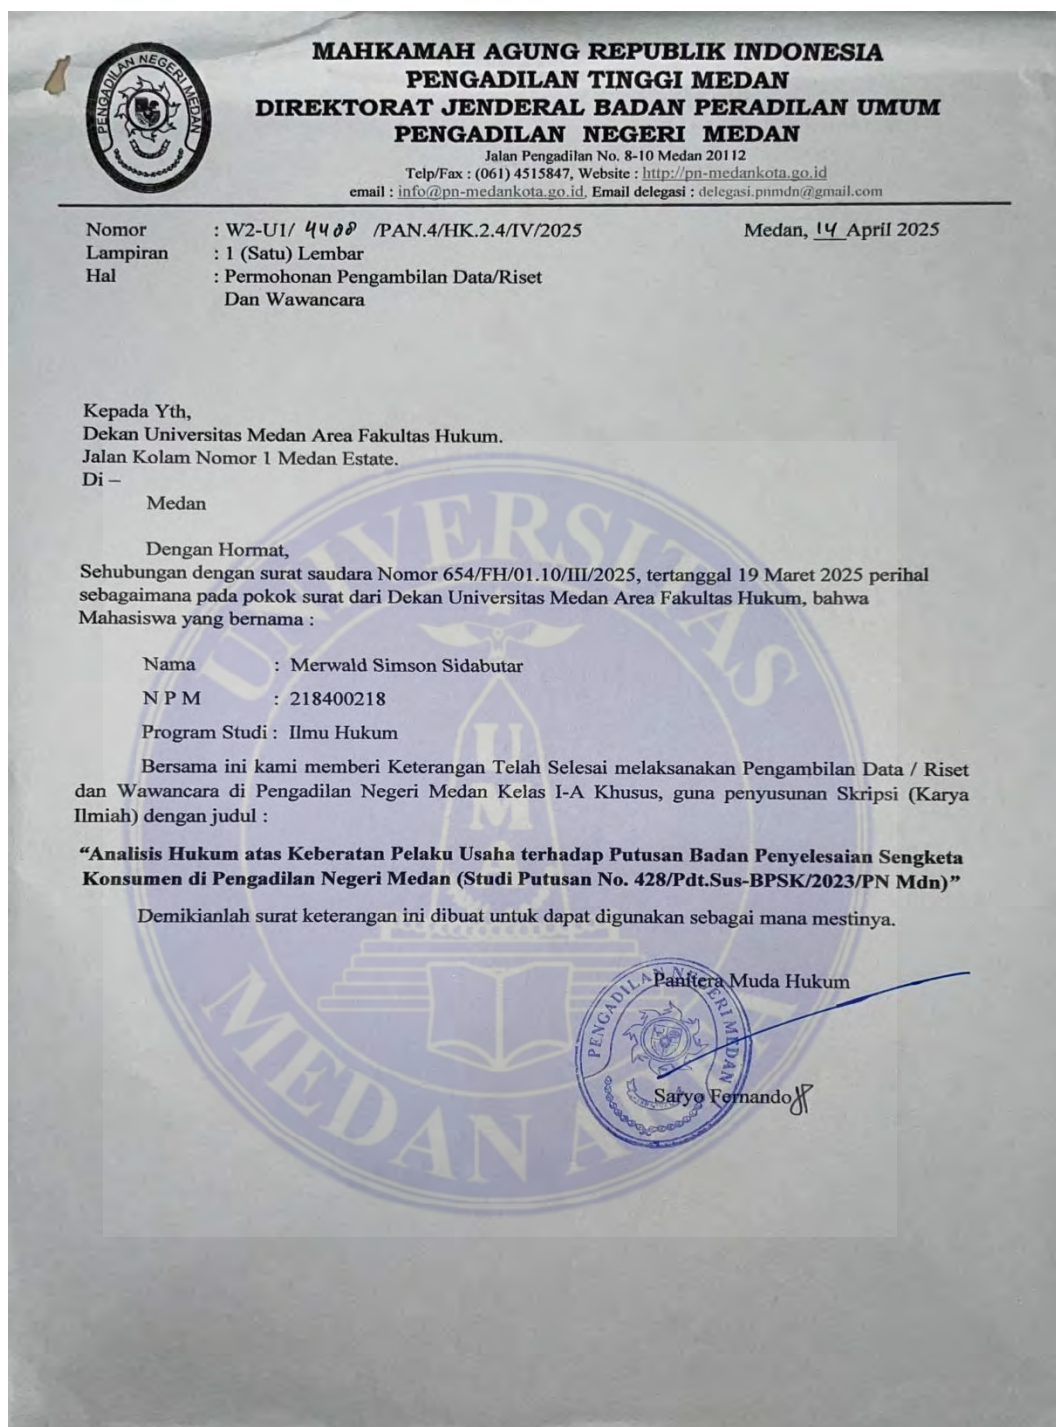 MAHKAMAH AGUNG REPUBLIK INDONESIA
PENGADILAN TINGGI MEDAN
DIREKTORAT JENDERAL BADAN PERADILAN UMUM
PENGADILAN NEGERI MEDAN
Jalan Pengadilan No. 8-10 Medan 20112
Telp/Fax : (061) 4515847, Website : http://pn-medankota.go.id
email : info@pn-medankota.go.id, Email delegasi : delegasi.pnmdn@gmail.com
PENGADILAN NEGERI MEDAN
Nomor : W2-U1/ 4408 /PAN.4/HK.2.4/IV/2025 Medan, 14 April 2025
Lampiran : 1 (Satu) Lembar
Hal : Permohonan Pengambilan Data/Riset
Dan Wawancara
Kepada Yth,
Dekan Universitas Medan Area Fakultas Hukum.
Jalan Kolam Nomor 1 Medan Estate.
Di –
Medan
Dengan Hormat,
Sehubungan dengan surat saudara Nomor 654/FH/01.10/III/2025, tertanggal 19 Maret 2025 perihal
sebagaimana pada pokok surat dari Dekan Universitas Medan Area Fakultas Hukum, bahwa
Mahasiswa yang bernama :
Nama : Merwald Simson Sidabutar
N P M : 218400218
Program Studi : Ilmu Hukum
Bersama ini kami memberi Keterangan Telah Selesai melaksanakan Pengambilan Data / Riset
dan Wawancara di Pengadilan Negeri Medan Kelas I-A Khusus, guna penyusunan Skripsi (Karya
Ilmiah) dengan judul :
“Analisis Hukum atas Keberatan Pelaku Usaha terhadap Putusan Badan Penyelesaian Sengketa
Konsumen di Pengadilan Negeri Medan (Studi Putusan No. 428/Pdt.Sus-BPSK/2023/PN Mdn)”
Demikianlah surat keterangan ini dibuat untuk dapat digunakan sebagai mana mestinya.
Panitera Muda Hukum
PENGADILAN NEGERI MEDAN
Saryo Fernando
UNIVERSITAS
UMA
MEDAN AREA